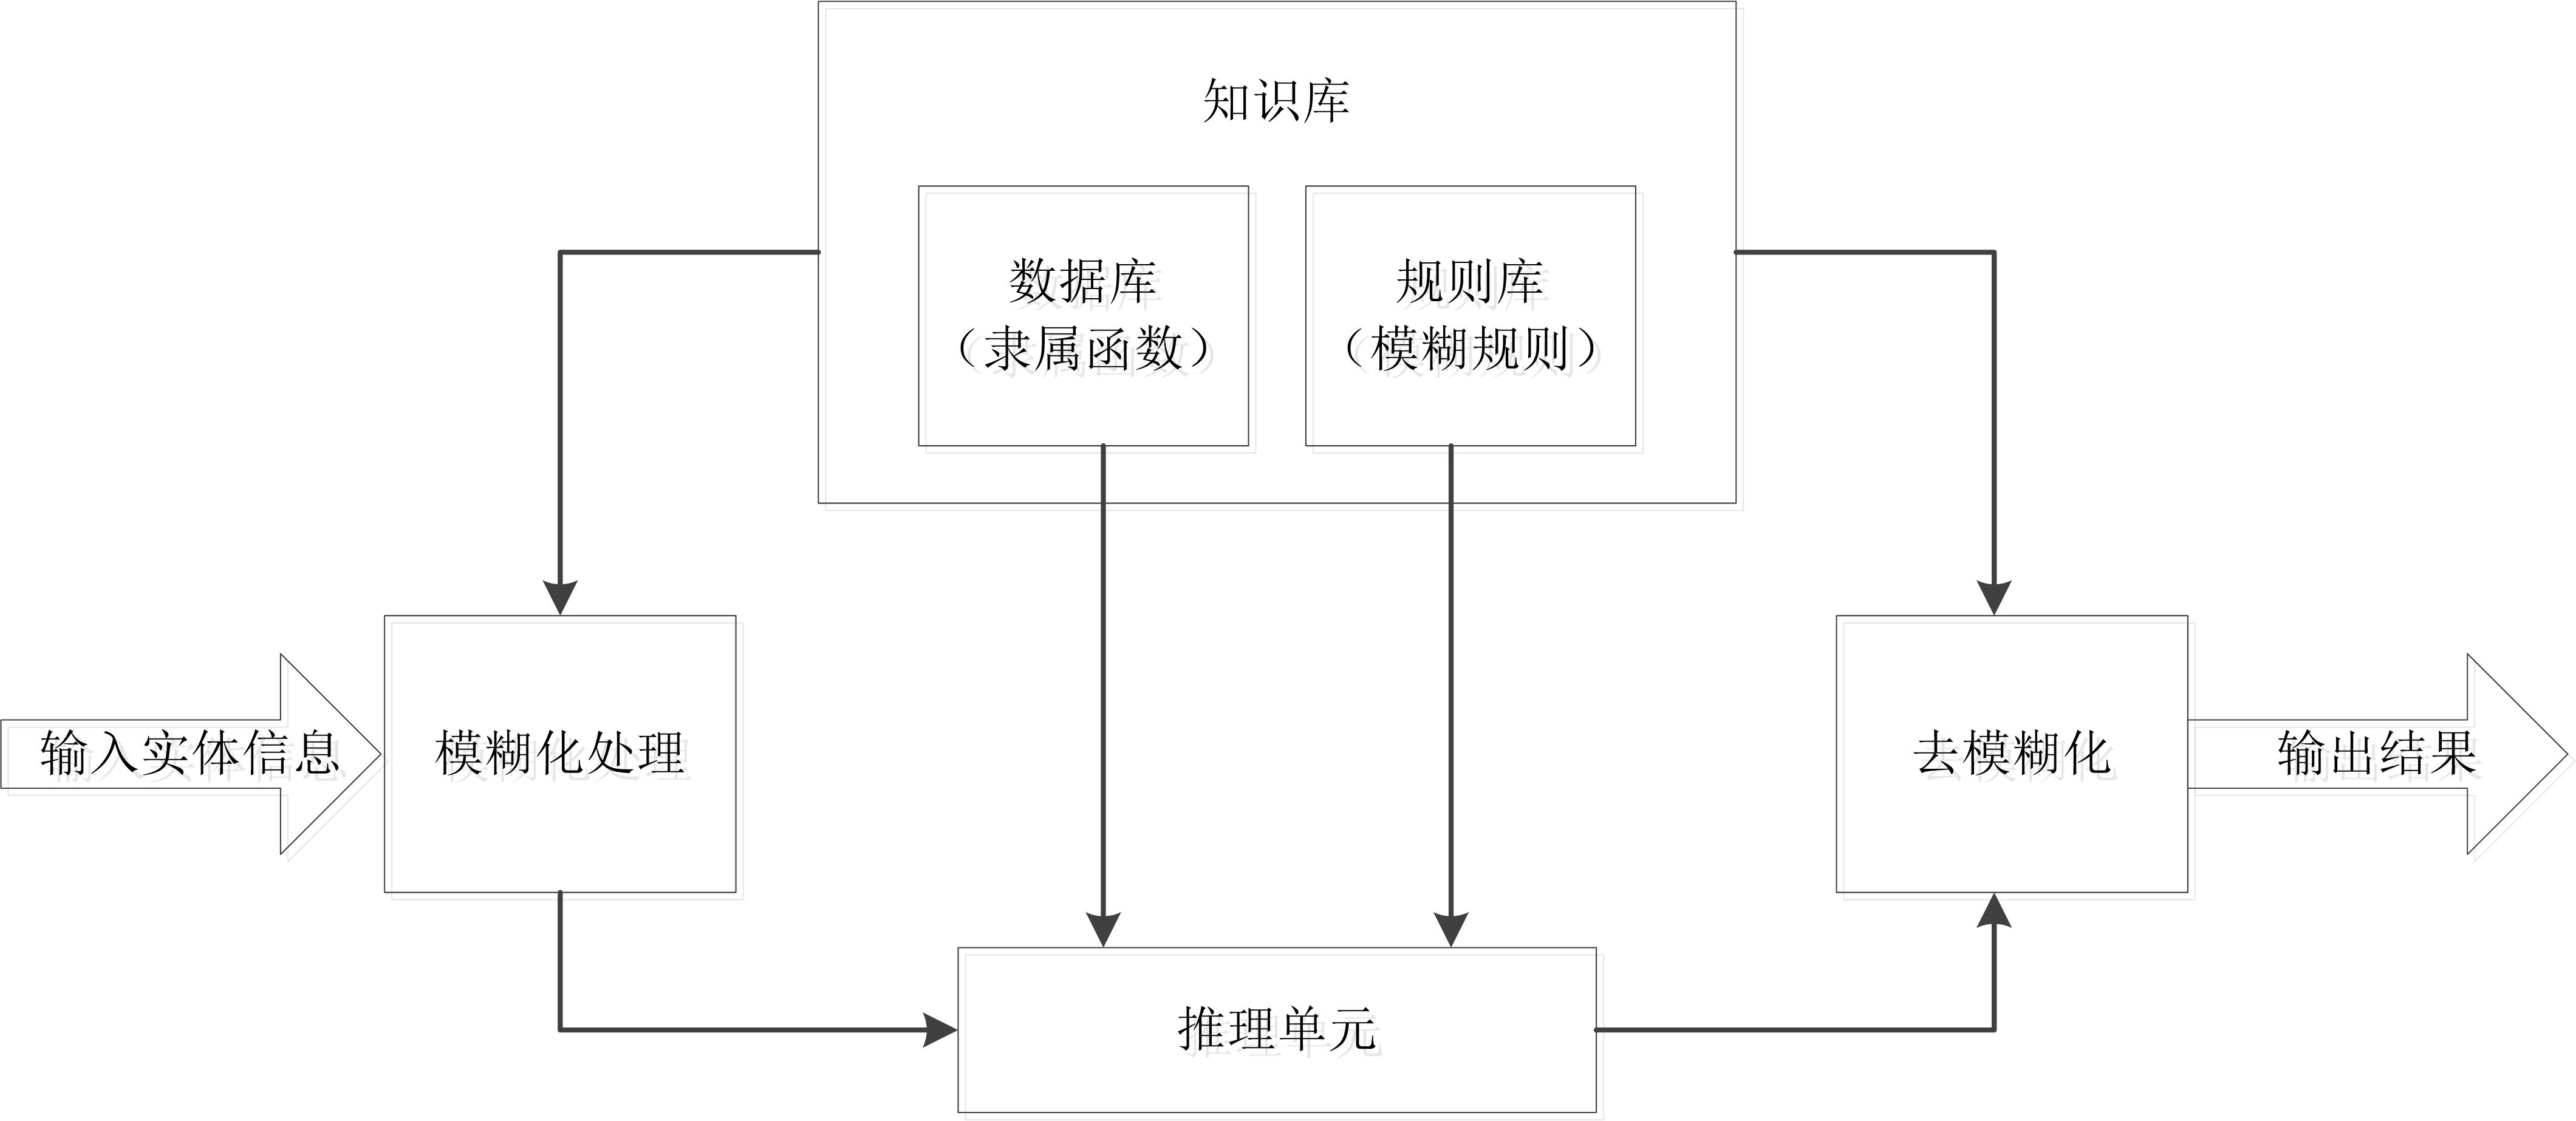 知识库
数据库
（隶属函数）
规则库
（模糊规则）
输入实体信息
模糊化处理
去模糊化
输出结果
推理单元